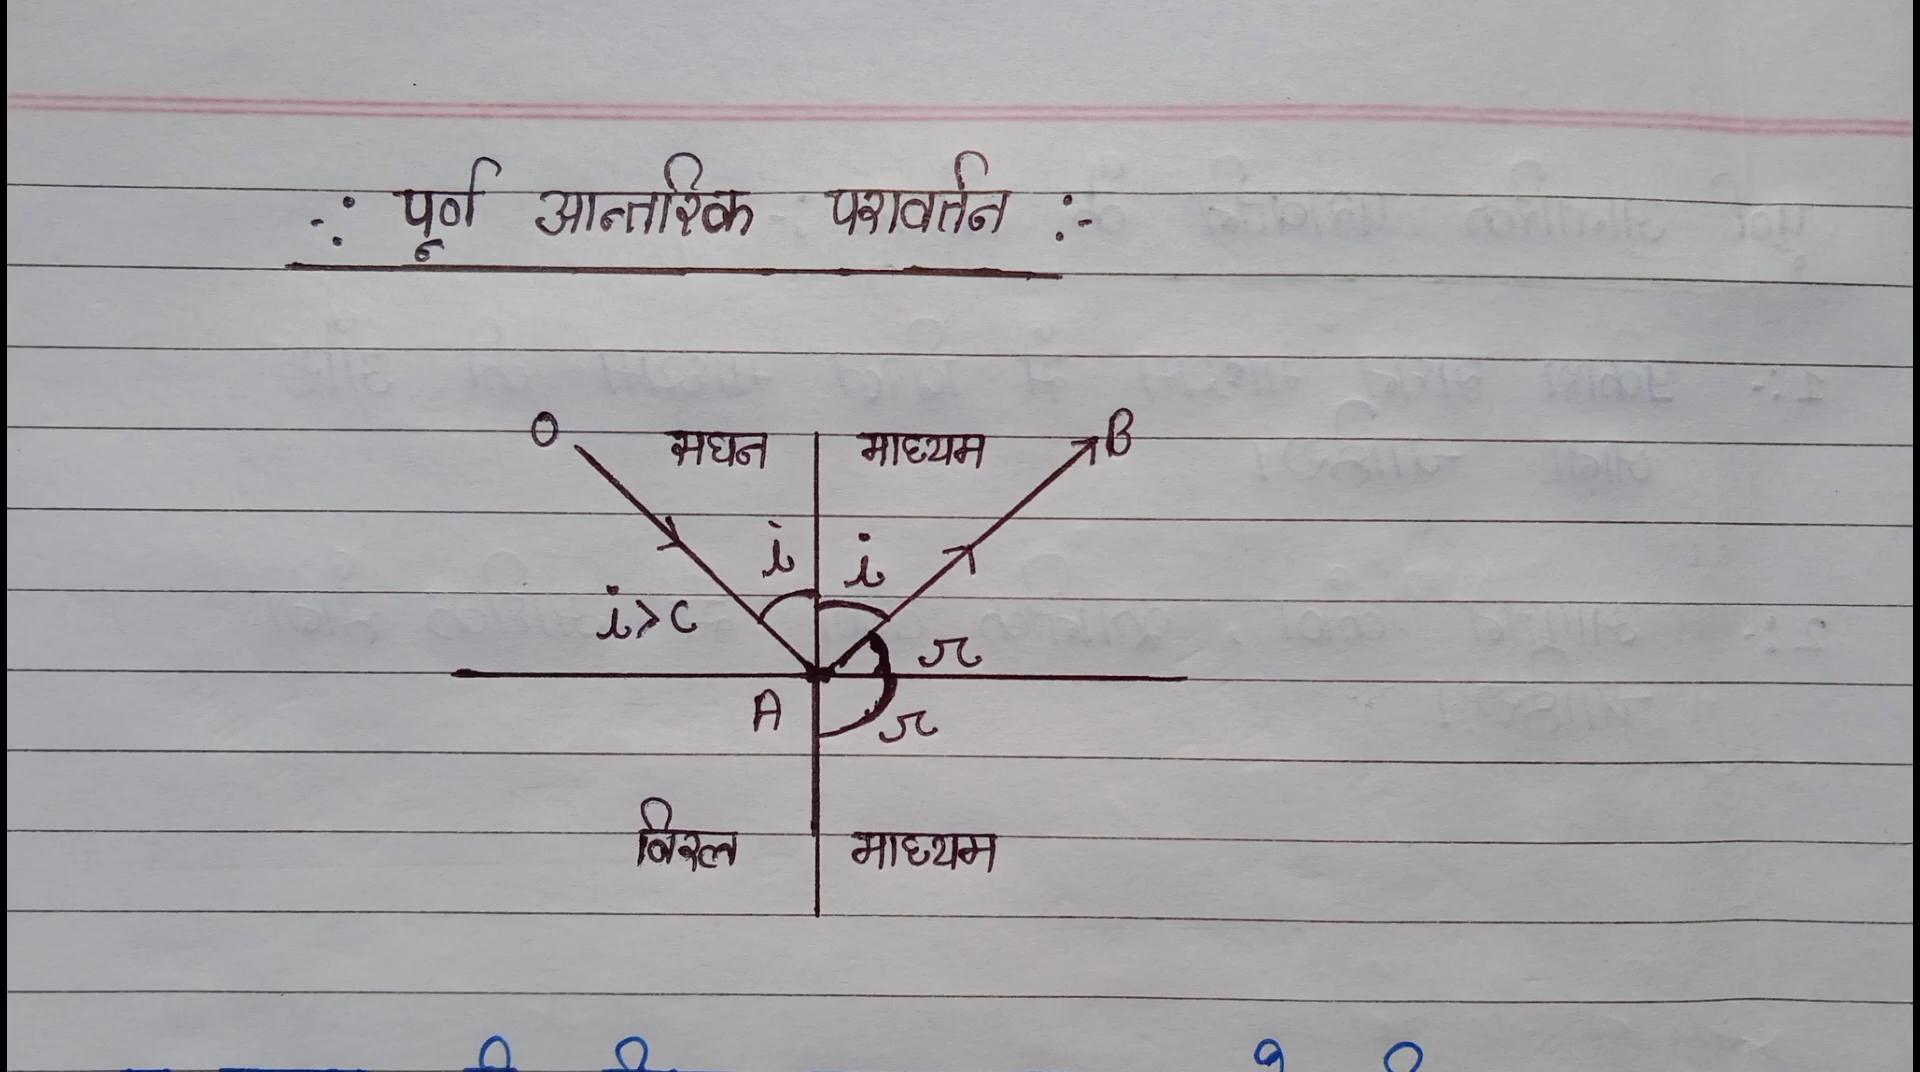 ∴ पूर्ण आन्तरिक परावर्तन :-
O सघन माध्यम B
i i
i>c r
A r
विरल माध्यम